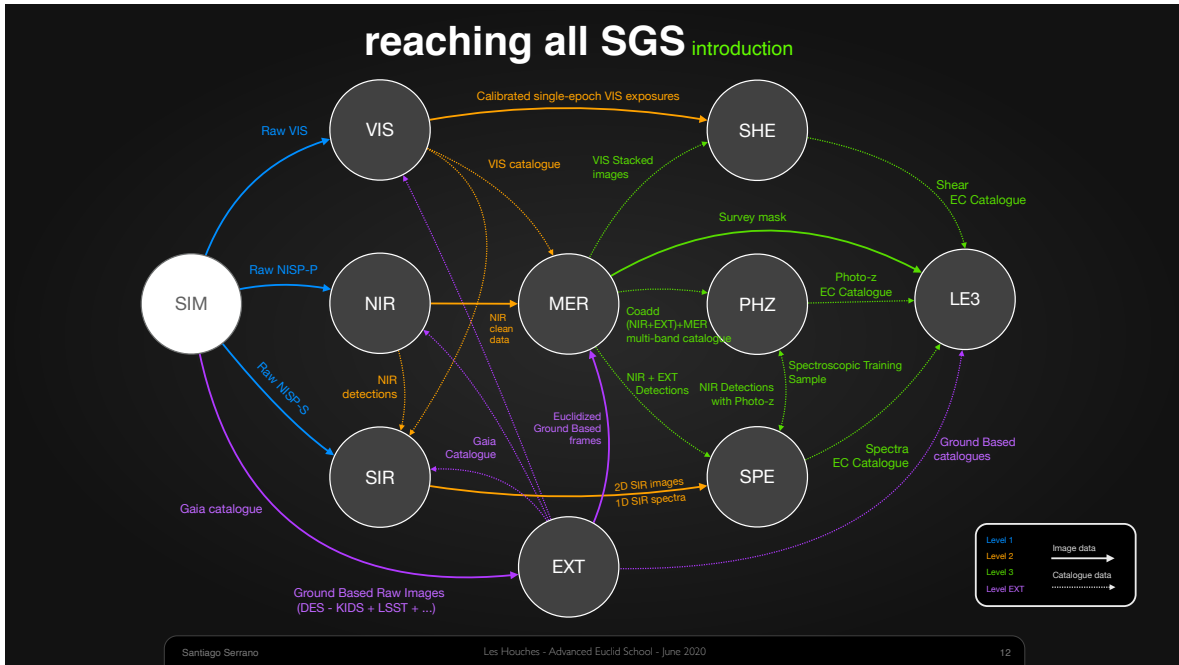 reaching all SGS introduction
Calibrated single-epoch VIS exposures
VIS
SHE
Raw VIS
VIS catalogue
VIS Stacked
images
Shear
EC Catalogue
Survey mask
Raw NISP-P
Photo-z
EC Catalogue
SIM
NIR
MER
PHZ
LE3
NIR
clean
data
Coadd
(NIR+EXT)+MER
multi-band catalogue
Raw NISP-S
NIR
detections
NIR + EXT
Detections
NIR Detections
with Photo-z
Spectroscopic Training
Sample
Euclidized
Ground Based
frames
Gaia
Catalogue
Ground Based
catalogues
Spectra
EC Catalogue
SIR
SPE
2D SIR images
1D SIR spectra
Gaia catalogue
EXT
Ground Based Raw Images
(DES - KIDS + LSST + ...)
Level 1
Level 2
Level 3
Level EXT
Image data
Catalogue data
Santiago Serrano
Les Houches - Advanced Euclid School - June 2020
12